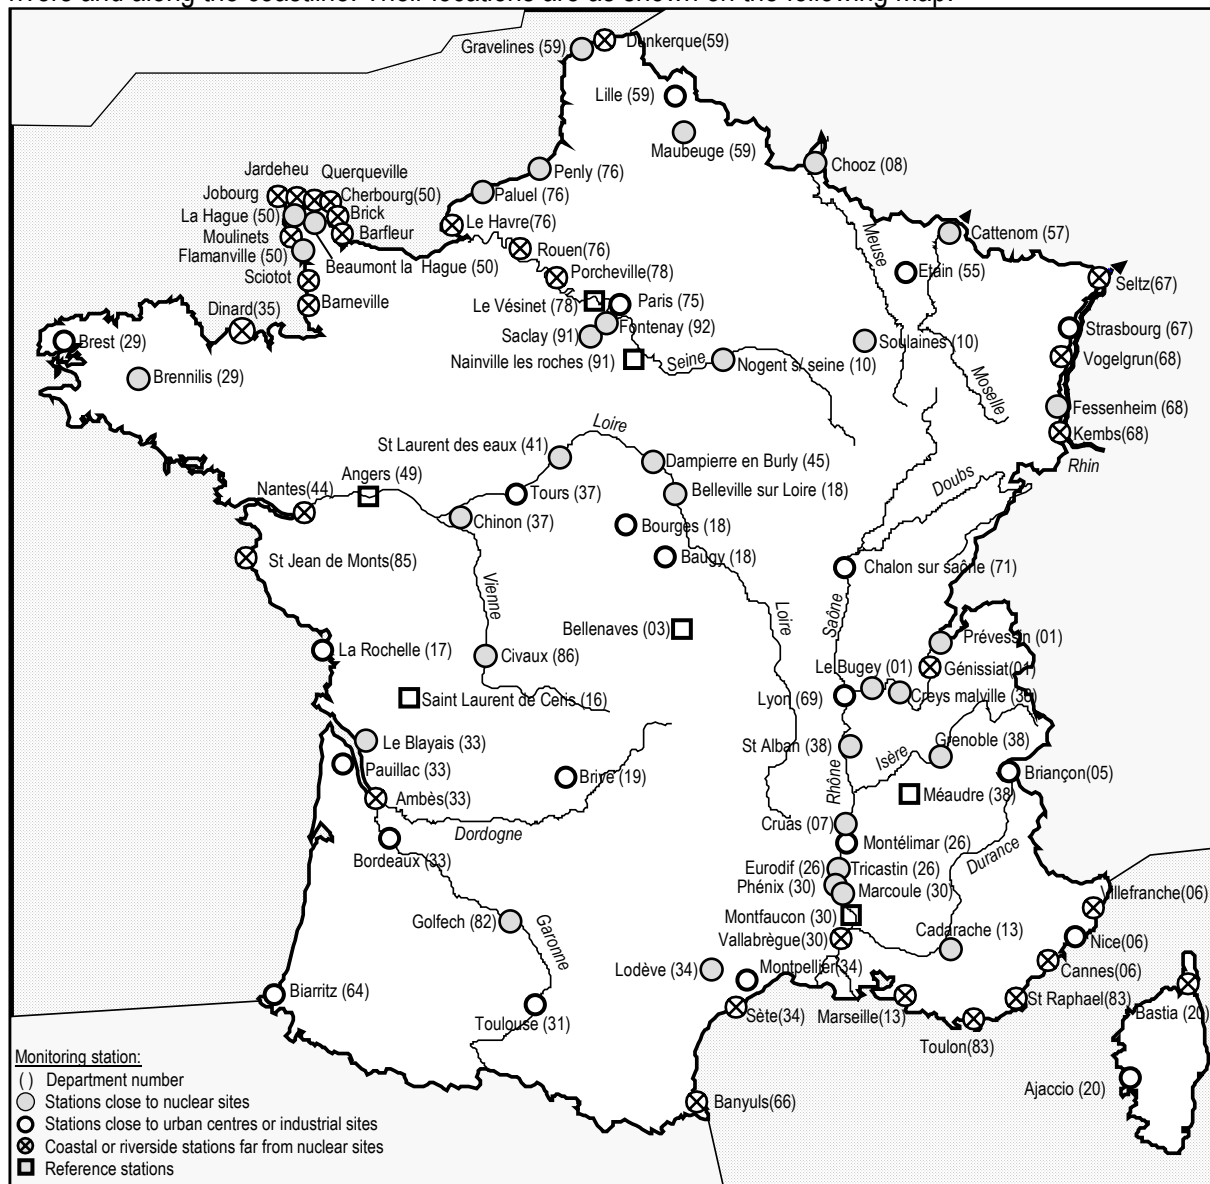 rivers and along the coastline. Their locations are as shown on the following map.
Gravelines (59)
Dunkerque(59)
Lille (59)
Maubeuge (59)
Chooz (08)
Jardeheu
Querqueville
Penly (76)
Jobourg
Cherbourg(50)
Paluel (76)
La Hague (50)
Brick
Le Havre(76)
Moulinets
Barfleur
Meuse
Cattenom (57)
Flamanville (50)
Rouen(76)
Beaumont la Hague (50)
Sciotot
Porcheville(78)
Etain (55)
Seltz(67)
Dinard(35)
Barneville
Le Vésinet (78)
Paris (75)
Fontenay (92)
Strasbourg (67)
Brest (29)
Saclay (91)
Soulaines (10)
Nainville les roches (91)
Seine
Nogent s/ seine (10)
Vogelgrun(68)
Brennilis (29)
Moselle
Fessenheim (68)
Loire
Kembs(68)
St Laurent des eaux (41)
Rhin
Dampierre en Burly (45)
Angers (49)
Doubs
Nantes(44)
Tours (37)
Belleville sur Loire (18)
Chinon (37)
Bourges (18)
St Jean de Monts(85)
Baugy (18)
Chalon sur saône (71)
Vienne
Loire
Saône
Bellenaves (03)
Prévessin (01)
La Rochelle (17)
Civaux (86)
Le Bugey (01)
Génissiat(01)
Saint Laurent de Ceris (16)
Lyon (69)
Creys malville (38)
Le Blayais (33)
St Alban (38)
Isère
Grenoble (38)
Pauillac (33)
Brive (19)
Rhône
Briançon(05)
Ambès(33)
Méaudre (38)
Dordogne
Cruas (07)
Bordeaux (33)
Montélimar (26)
Durance
Eurodif (26)
Tricastin (26)
Phénix (30)
Marcoule (30)
Villefranche(06)
Golfech (82)
Montfaucon (30)
Garonne
Vallabrègue(30)
Cadarache (13)
Nice(06)
Lodève (34)
Montpellier(34)
Cannes(06)
Biarritz (64)
St Raphael(83)
Toulouse (31)
Sète(34)
Marseille(13)
Bastia (20)
Toulon(83)
Ajaccio (20)
Banyuls(66)
Monitoring station:
( ) Department number
Stations close to nuclear sites
Stations close to urban centres or industrial sites
Coastal or riverside stations far from nuclear sites
Reference stations